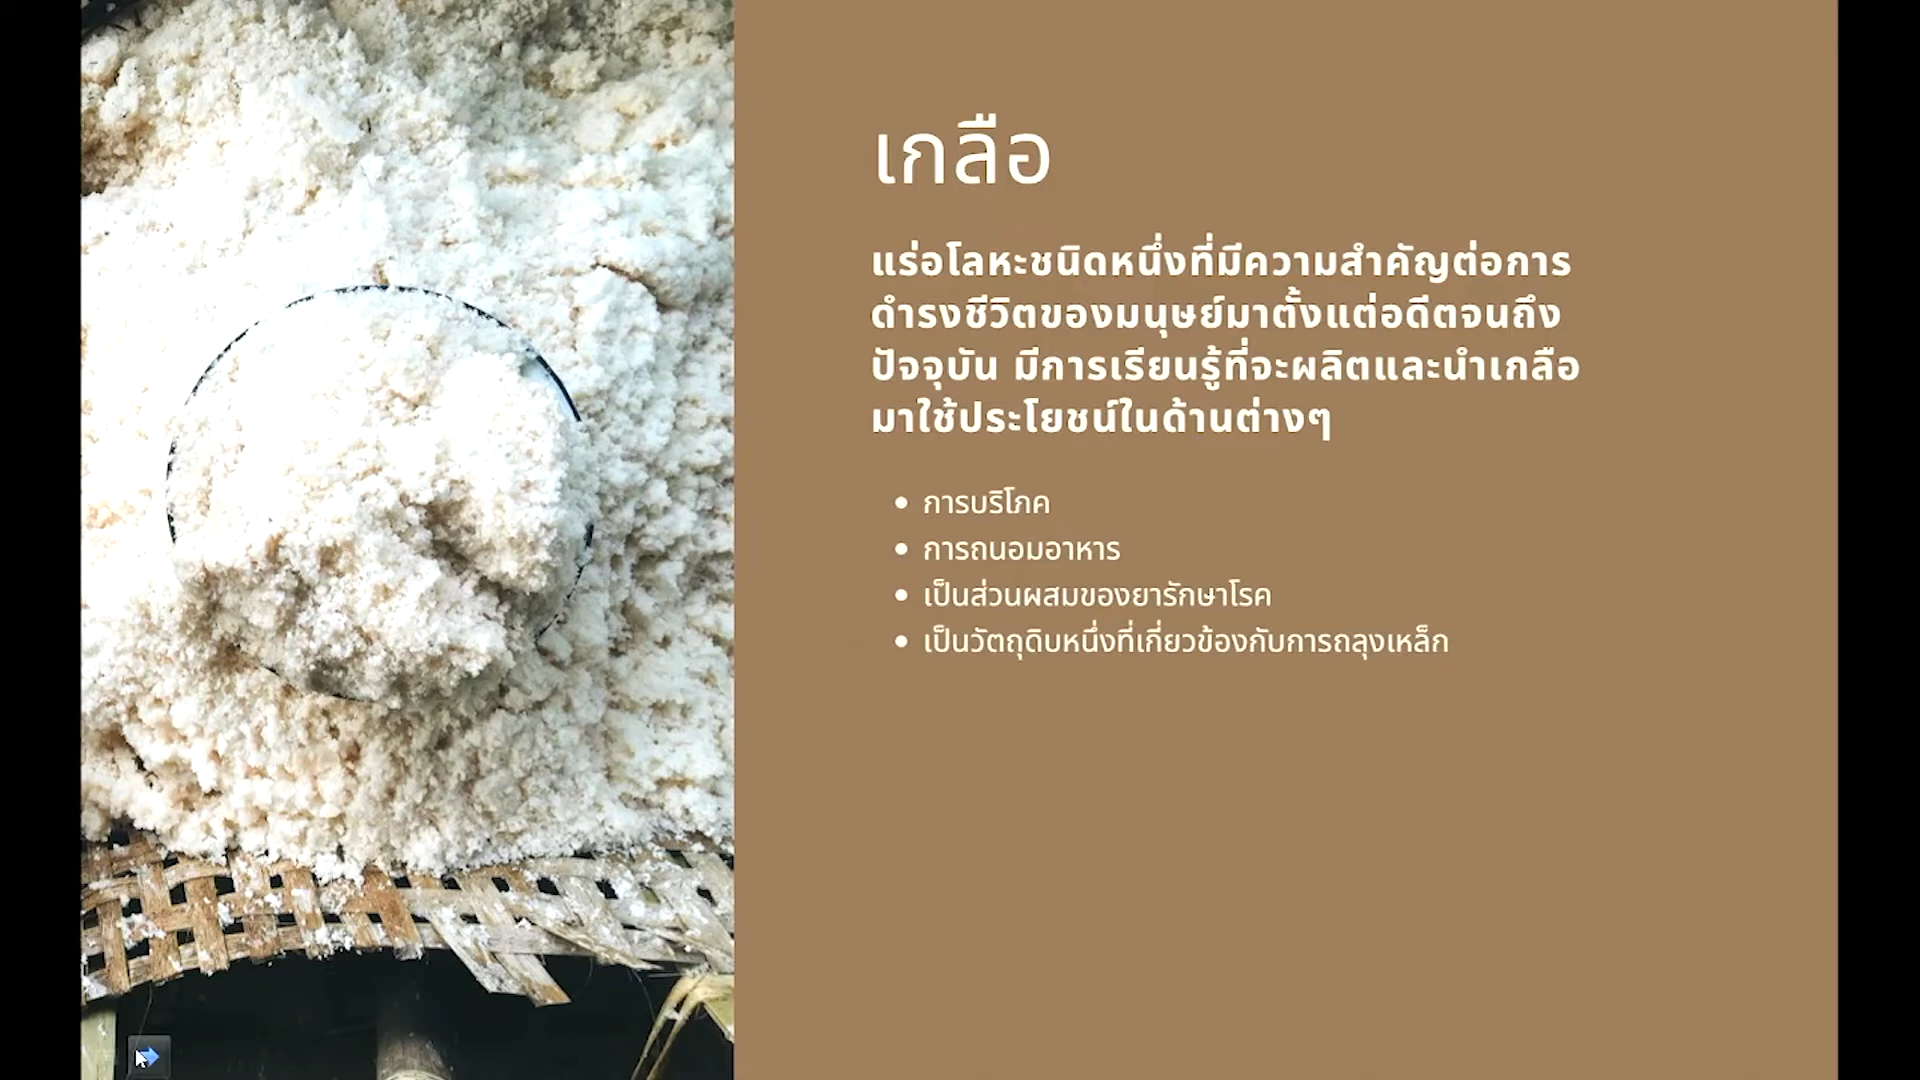 เกลือ
แร่อโลหะชนิดหนึ่งที่มีความสำคัญต่อการ
ดำรงชีวิตของมนุษย์มาตั้งแต่อดีตจนถึง
ปัจจุบัน มีการเรียนรู้ที่จะผลิตและนำเกลือ
มาใช้ประโยชน์ในด้านต่างๆ
• การบริโภค
• การถนอมอาหาร
• เป็นส่วนผสมของยารักษาโรค
• เป็นวัตถุดิบหนึ่งที่เกี่ยวข้องกับการถลุงเหล็ก